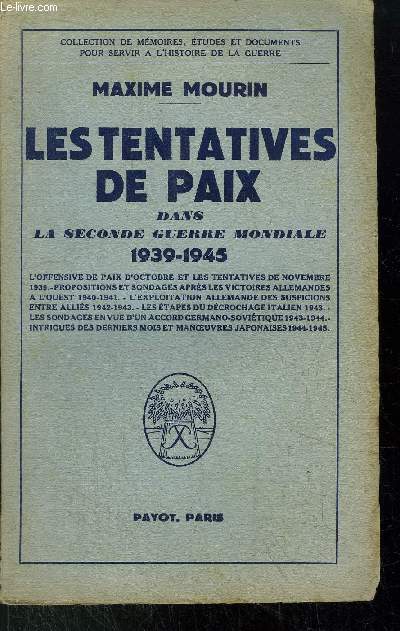 © Le-livre.com
COLLECTION DE MÉMOIRES, ÉTUDES ET DOCUMENTS
POUR SERVIR A L'HISTOIRE DE LA GUERRE
MAXIME MOURIN
LES TENTATIVES
DE PAIX
DANS
LA SECONDE GUERRE MONDIALE
1939-1945
L'OFFENSIVE DE PAIX D'OCTOBRE ET LES TENTATIVES DE NOVEMBRE
1939.-PROPOSITIONS ET SONDAGES APRÈS LES VICTOIRES ALLEMANDES
A L'OUEST 1940-1941. - L'EXPLOITATION ALLEMANDE DES SUSPICIONS
ENTRE ALLIÉS 1942-1943. - LES ÉTAPES DU DÉCROCHAGE ITALIEN 1943. -
LES SONDAGES EN VUE D'UN ACCORD GERMANO-SOVIÉTIQUE 1943-1944.-
INTRIGUES DES DERNIERS MOIS ET MANŒUVRES JAPONAISES 1944-1945.
PAYOT, PARIS